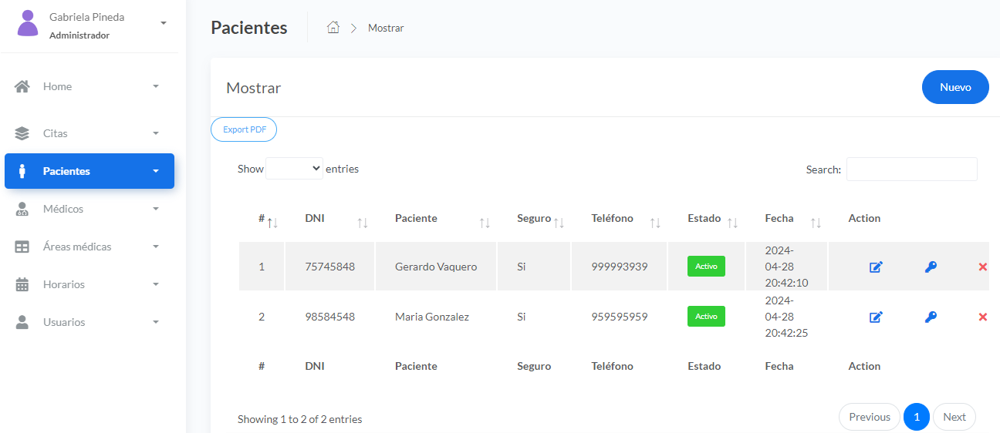 Gabriela Pineda
Administrador
Home
Citas
Pacientes
Médicos
Áreas médicas
Horarios
Usuarios
Pacientes Mostrar
Mostrar Nuevo
Export PDF
Show entries Search:
# DNI Paciente Seguro Teléfono Estado Fecha Action
1 75745848 Gerardo Vaquero Si 999993939 Activo 2024-
04-28
20:42:10
2 98584548 Maria Gonzalez Si 959595959 Activo 2024-
04-28
20:42:25
# DNI Paciente Seguro Teléfono Estado Fecha Action
Showing 1 to 2 of 2 entries Previous 1 Next